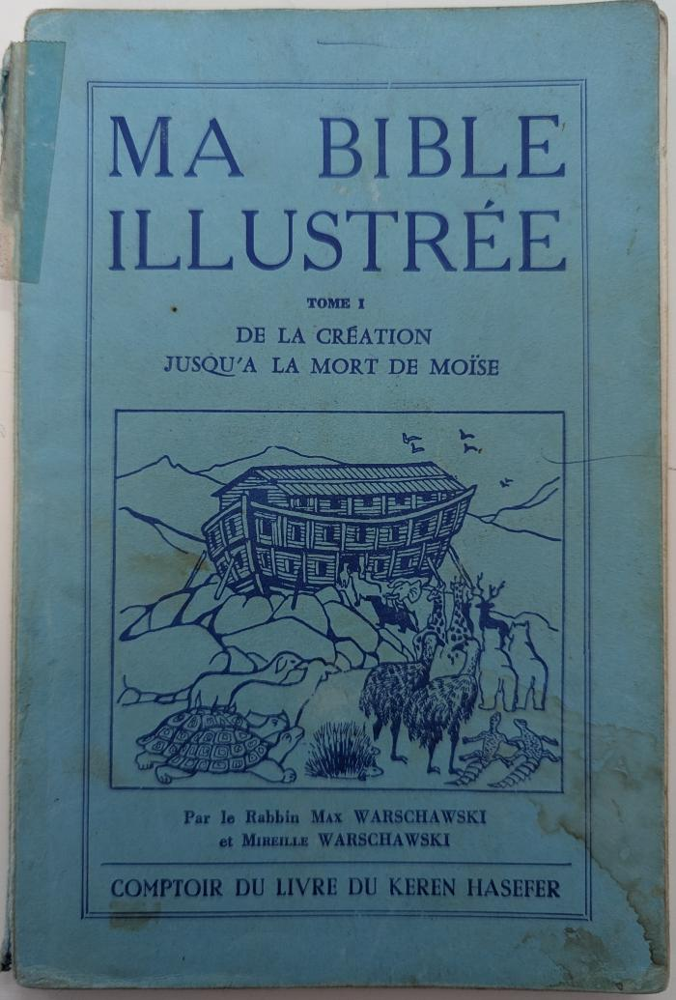 MA BIBLE
ILLUSTRÉE
TOME I
DE LA CRÉATION
JUSQU'A LA MORT DE MOÏSE
Par le Rabbin MAX WARSCHAWSKI
et MIREILLE WARSCHAWSKI
COMPTOIR DU LIVRE DU KEREN HASEFER